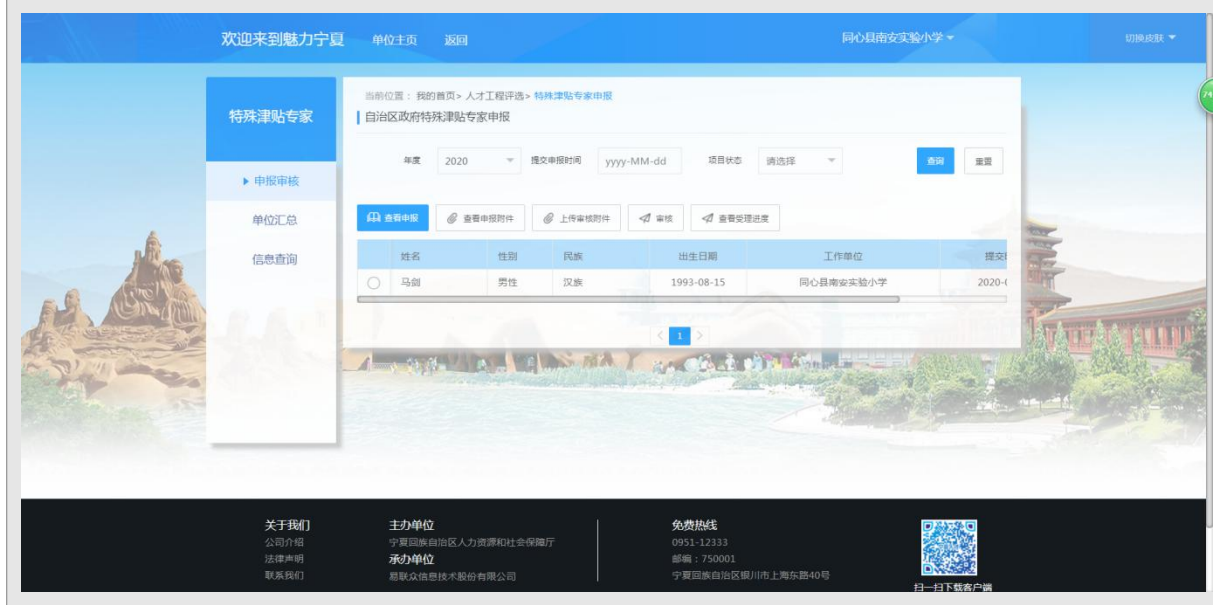 欢迎来到魅力宁夏 单位主页 返回 同心县南安实验小学 切换皮肤
特殊津贴专家
申报审核
单位汇总
信息查询
当前位置：我的首页> 人才工程评选> 特殊津贴专家申报
自治区政府特殊津贴专家申报
年度 2020 提交申报时间 yyyy-MM-dd 项目状态 请选择 查询 重置
查看申报 查看申报附件 上传审核附件 审核 查看受理进度
姓名 性别 民族 出生日期 工作单位 提交
马剑 男性 汉族 1993-08-15 同心县南安实验小学 2020-
< 1 >
74
关于我们 主办单位 免费热线
公司介绍 宁夏回族自治区人力资源和社会保障厅 0951-12333
法律声明 承办单位 邮编：750001
联系我们 易联众信息技术股份有限公司 宁夏回族自治区银川市上海东路40号
扫一扫下载客户端